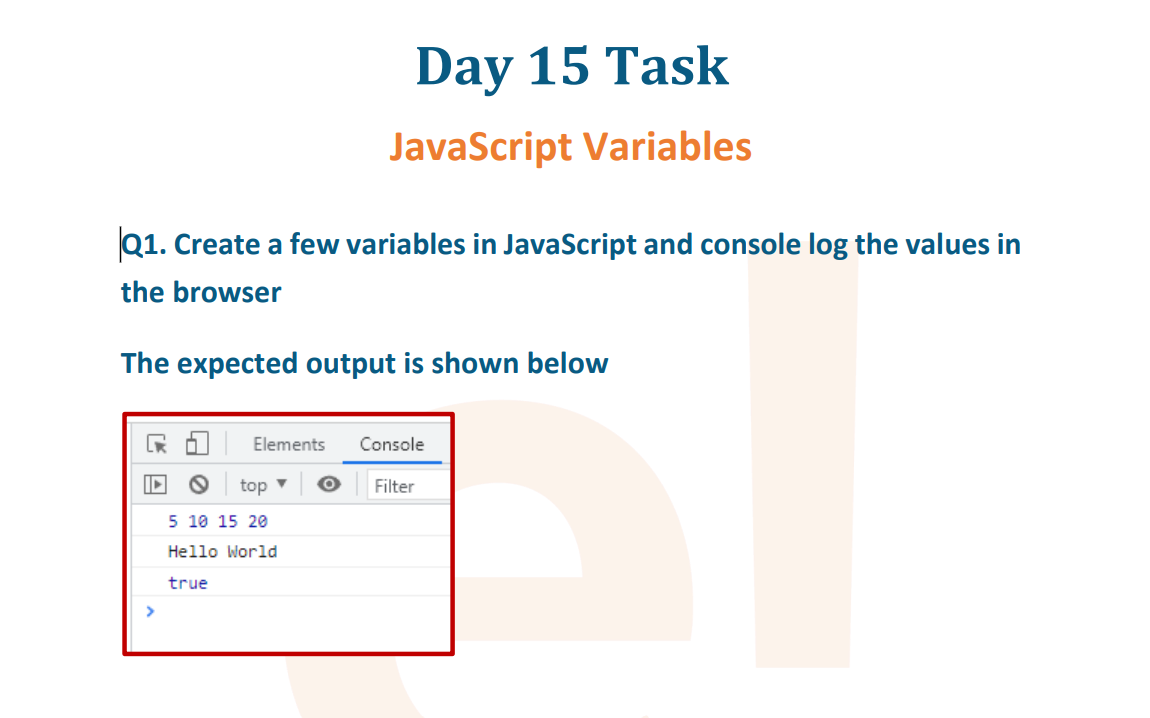 Day 15 Task
JavaScript Variables
Q1. Create a few variables in JavaScript and console log the values in
the browser
The expected output is shown below
Elements Console
top ▼ Filter
5 10 15 20
Hello World
true
>
el